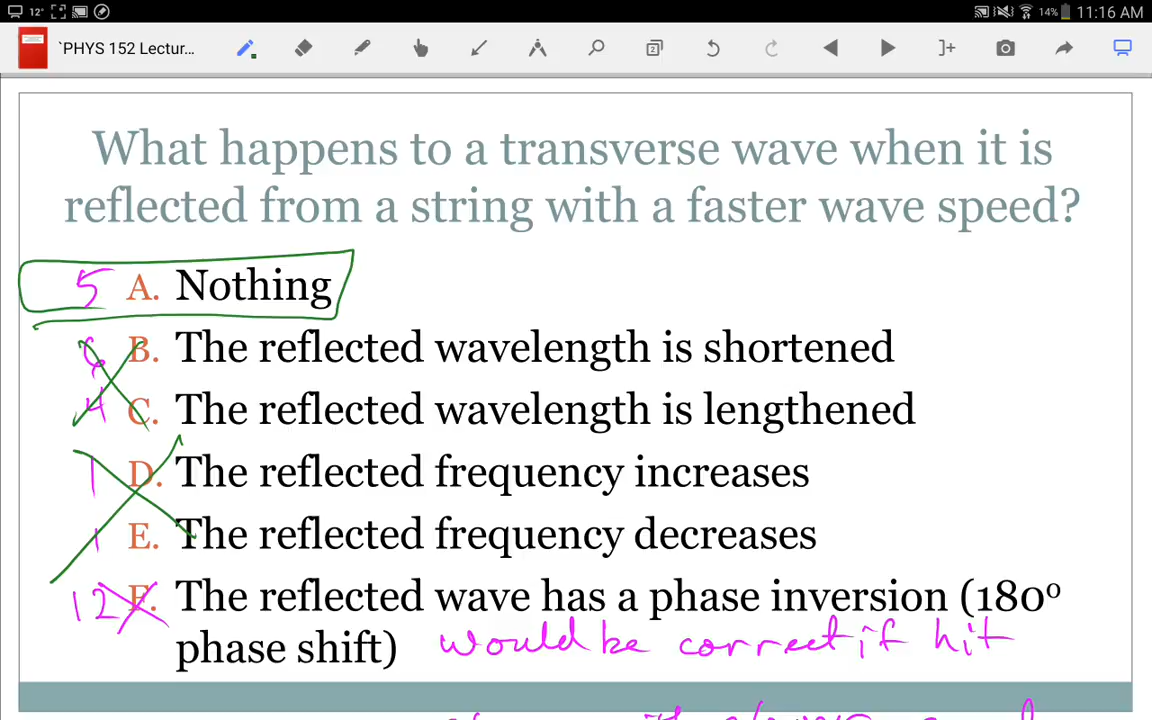 12° 14% 11:16 AM
`PHYS 152 Lectur... 2
What happens to a transverse wave when it is
reflected from a string with a faster wave speed?
5 A. Nothing
B. The reflected wavelength is shortened
4 C. The reflected wavelength is lengthened
1 D. The reflected frequency increases
1 E. The reflected frequency decreases
12 F. The reflected wave has a phase inversion (180°
phase shift) would be correct if hit